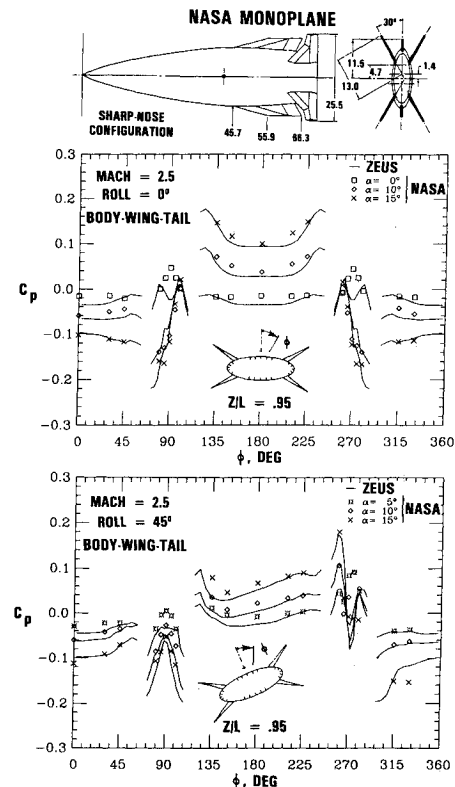 NASA MONOPLANE
30°
11.5
4.7
1.4
13.0
25.5
SHARP-NOSE
CONFIGURATION
45.7
55.9
66.3
0.3
0.2
0.1
0.0
−0.1
−0.2
−0.3
MACH = 2.5
ROLL = 0°
BODY-WING-TAIL
— ZEUS
□ α = 0°
◇ α = 10°
× α = 15°
NASA
Cp
ϕ
Z/L = .95
0 45 90 135 180 225 270 315 360
ϕ, DEG
0.3
0.2
0.1
0.0
−0.1
−0.2
−0.3
MACH = 2.5
ROLL = 45°
BODY-WING-TAIL
— ZEUS
α = 5°
◇ α = 10°
× α = 15°
NASA
Cp
ϕ
Z/L = .95
0 45 90 135 180 225 270 315 360
ϕ, DEG